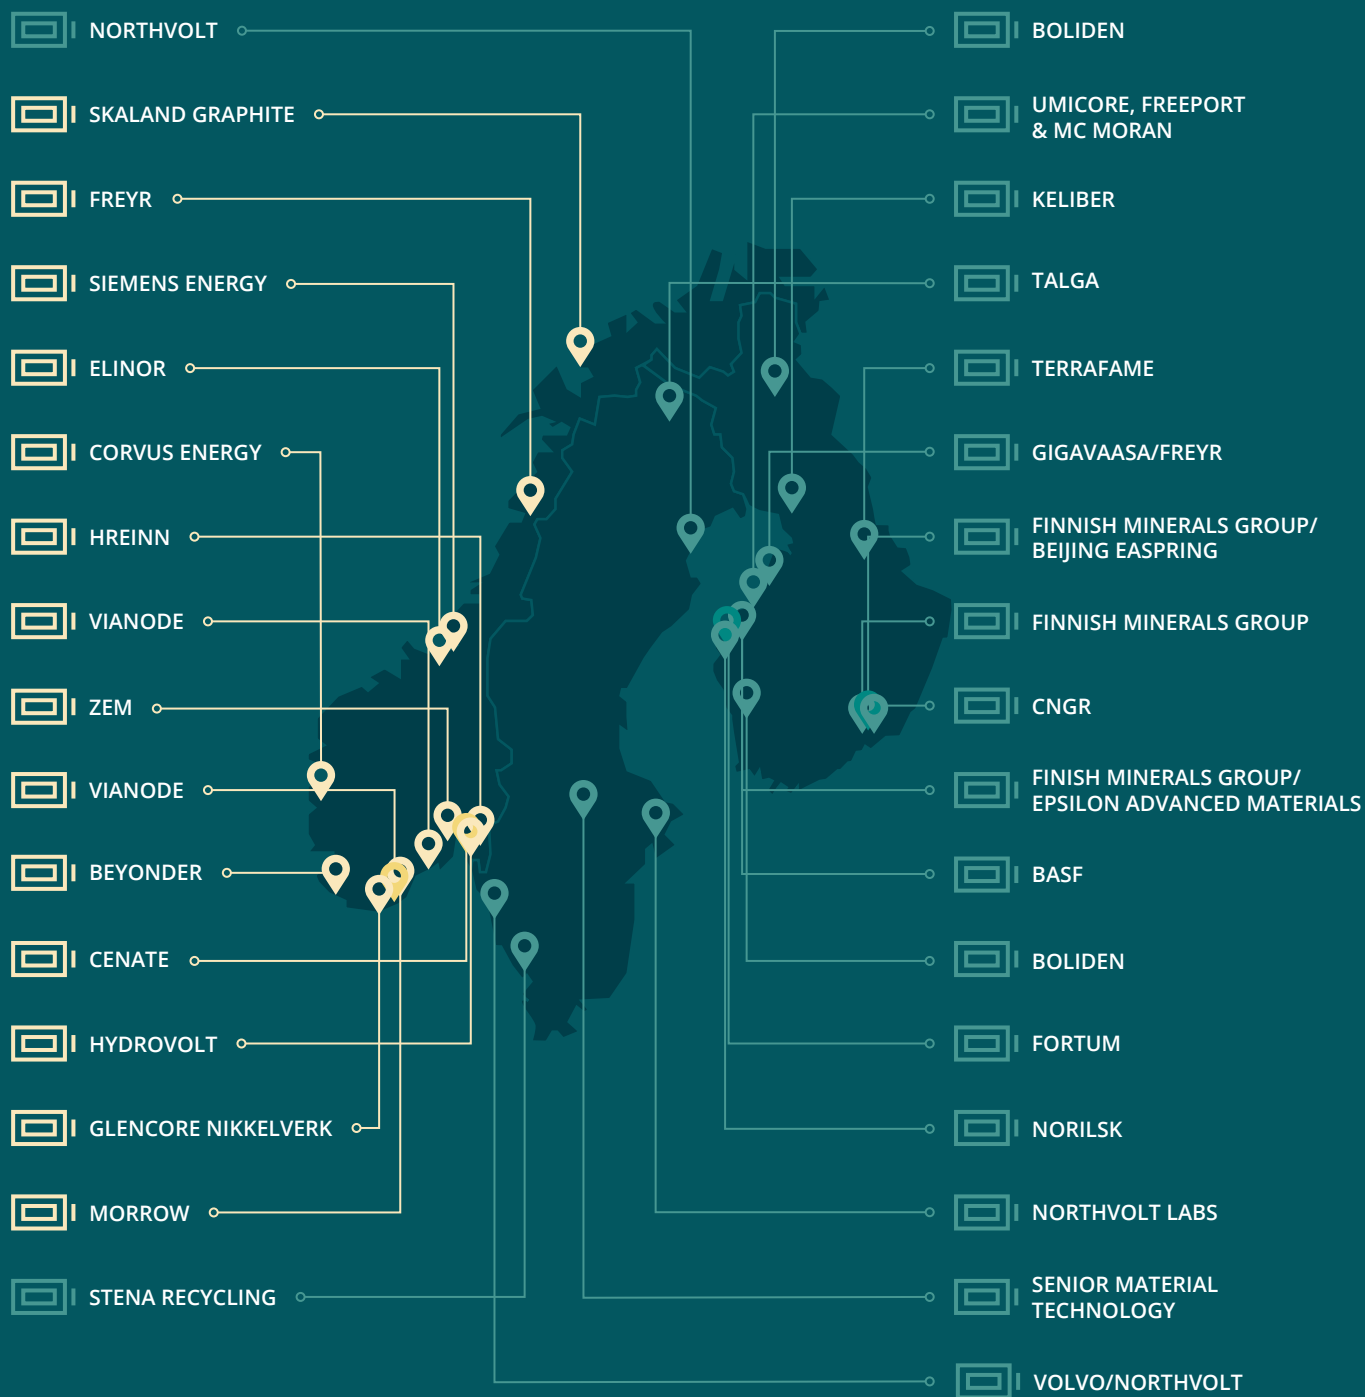 NORTHVOLT
SKALAND GRAPHITE
FREYR
SIEMENS ENERGY
ELINOR
CORVUS ENERGY
HREINN
VIANODE
ZEM
VIANODE
BEYONDER
CENATE
HYDROVOLT
GLENCORE NIKKELVERK
MORROW
STENA RECYCLING
BOLIDEN
UMICORE, FREEPORT
& MC MORAN
KELIBER
TALGA
TERRAFAME
GIGAVAASA/FREYR
FINNISH MINERALS GROUP/
BEIJING EASPRING
FINNISH MINERALS GROUP
CNGR
FINISH MINERALS GROUP/
EPSILON ADVANCED MATERIALS
BASF
BOLIDEN
FORTUM
NORILSK
NORTHVOLT LABS
SENIOR MATERIAL
TECHNOLOGY
VOLVO/NORTHVOLT